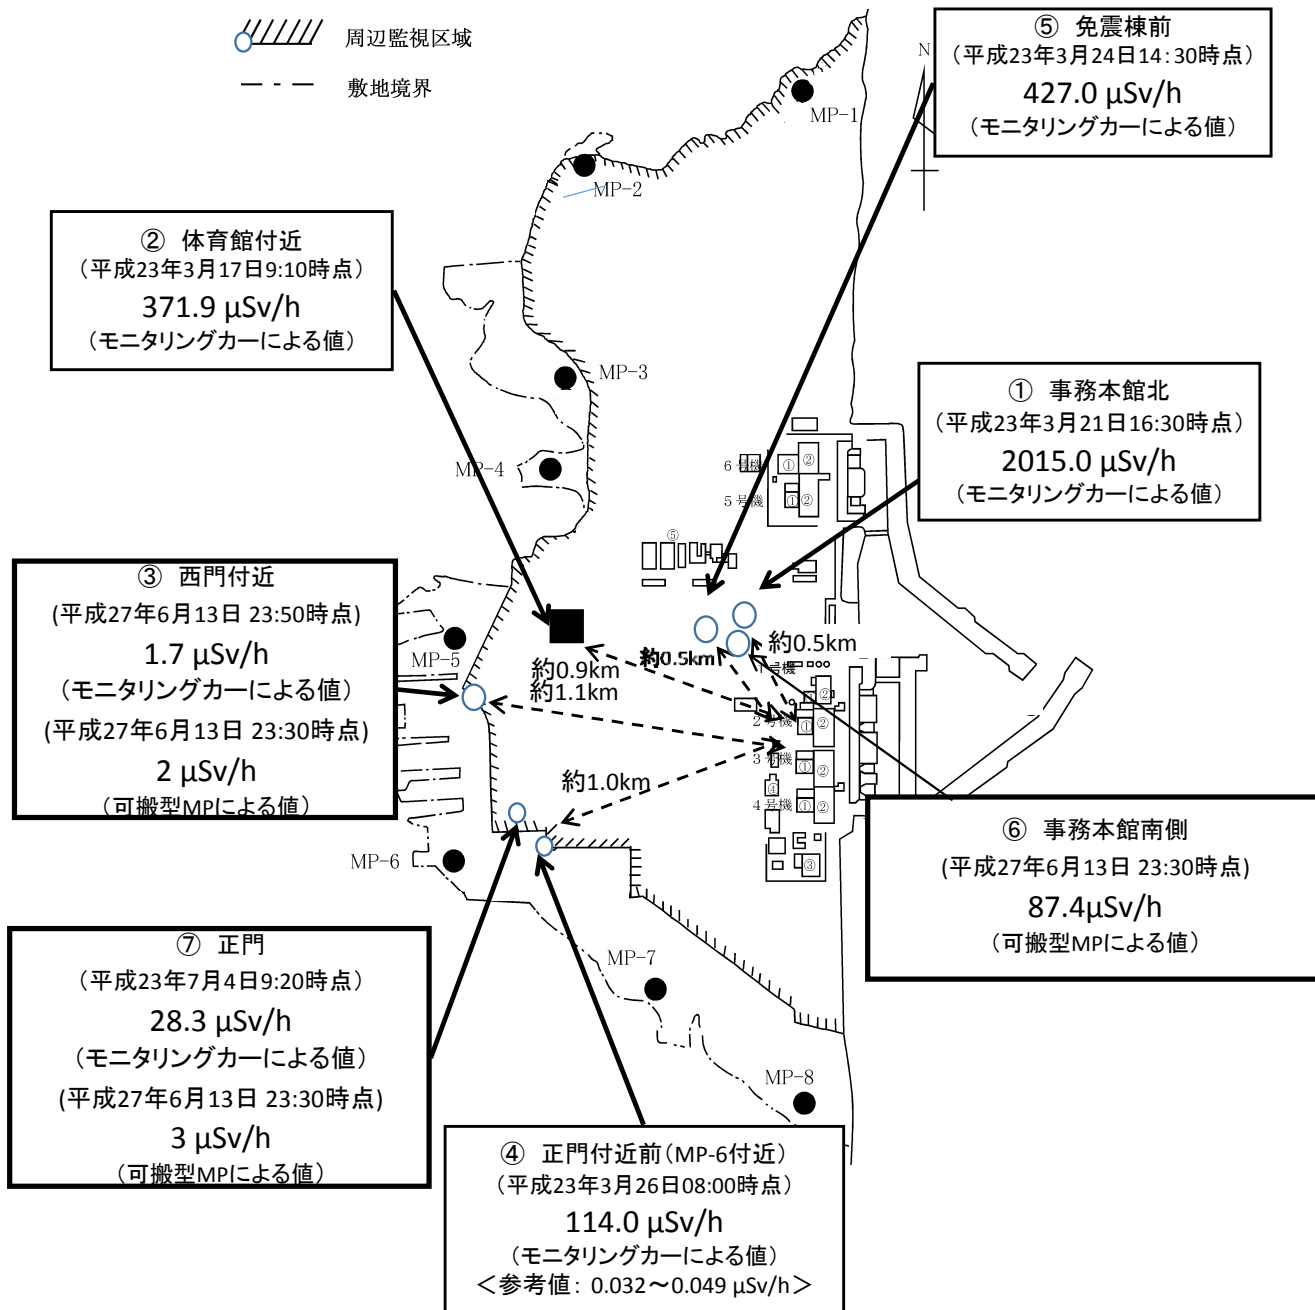 周辺監視区域
敷地境界
⑤ 免震棟前
(平成23年3月24日14:30時点)
427.0 μSv/h
(モニタリングカーによる値)
N
MP-1
MP-2
② 体育館付近
(平成23年3月17日9:10時点)
371.9 μSv/h
(モニタリングカーによる値)
MP-3
① 事務本館北
(平成23年3月21日16:30時点)
2015.0 μSv/h
(モニタリングカーによる値)
MP-4
6号機
① ②
5号機
① ②
⑤
③ 西門付近
(平成27年6月13日 23:50時点)
1.7 μSv/h
(モニタリングカーによる値)
(平成27年6月13日 23:30時点)
2 μSv/h
(可搬型MPによる値)
MP-5
約0.9km
約1.1km
約0.5km
約0.5km
号機
②
2号機
① ②
3号機
① ②
④
4号機
① ②
③
約1.0km
MP-6
⑥ 事務本館南側
(平成27年6月13日 23:30時点)
87.4μSv/h
(可搬型MPによる値)
⑦ 正門
(平成23年7月4日9:20時点)
28.3 μSv/h
(モニタリングカーによる値)
(平成27年6月13日 23:30時点)
3 μSv/h
(可搬型MPによる値)
MP-7
MP-8
④ 正門付近前(MP-6付近)
(平成23年3月26日08:00時点)
114.0 μSv/h
(モニタリングカーによる値)
<参考値: 0.032~0.049 μSv/h>